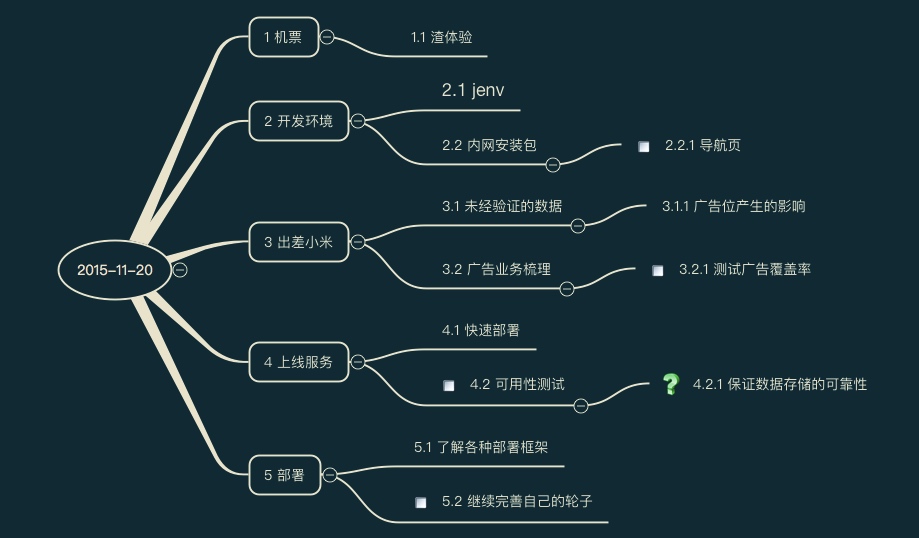 2015-11-20
1 机票
1.1 渣体验
2 开发环境
2.1 jenv
2.2 内网安装包
2.2.1 导航页
3 出差小米
3.1 未经验证的数据
3.1.1 广告位产生的影响
3.2 广告业务梳理
3.2.1 测试广告覆盖率
4 上线服务
4.1 快速部署
4.2 可用性测试
4.2.1 保证数据存储的可靠性
5 部署
5.1 了解各种部署框架
5.2 继续完善自己的轮子